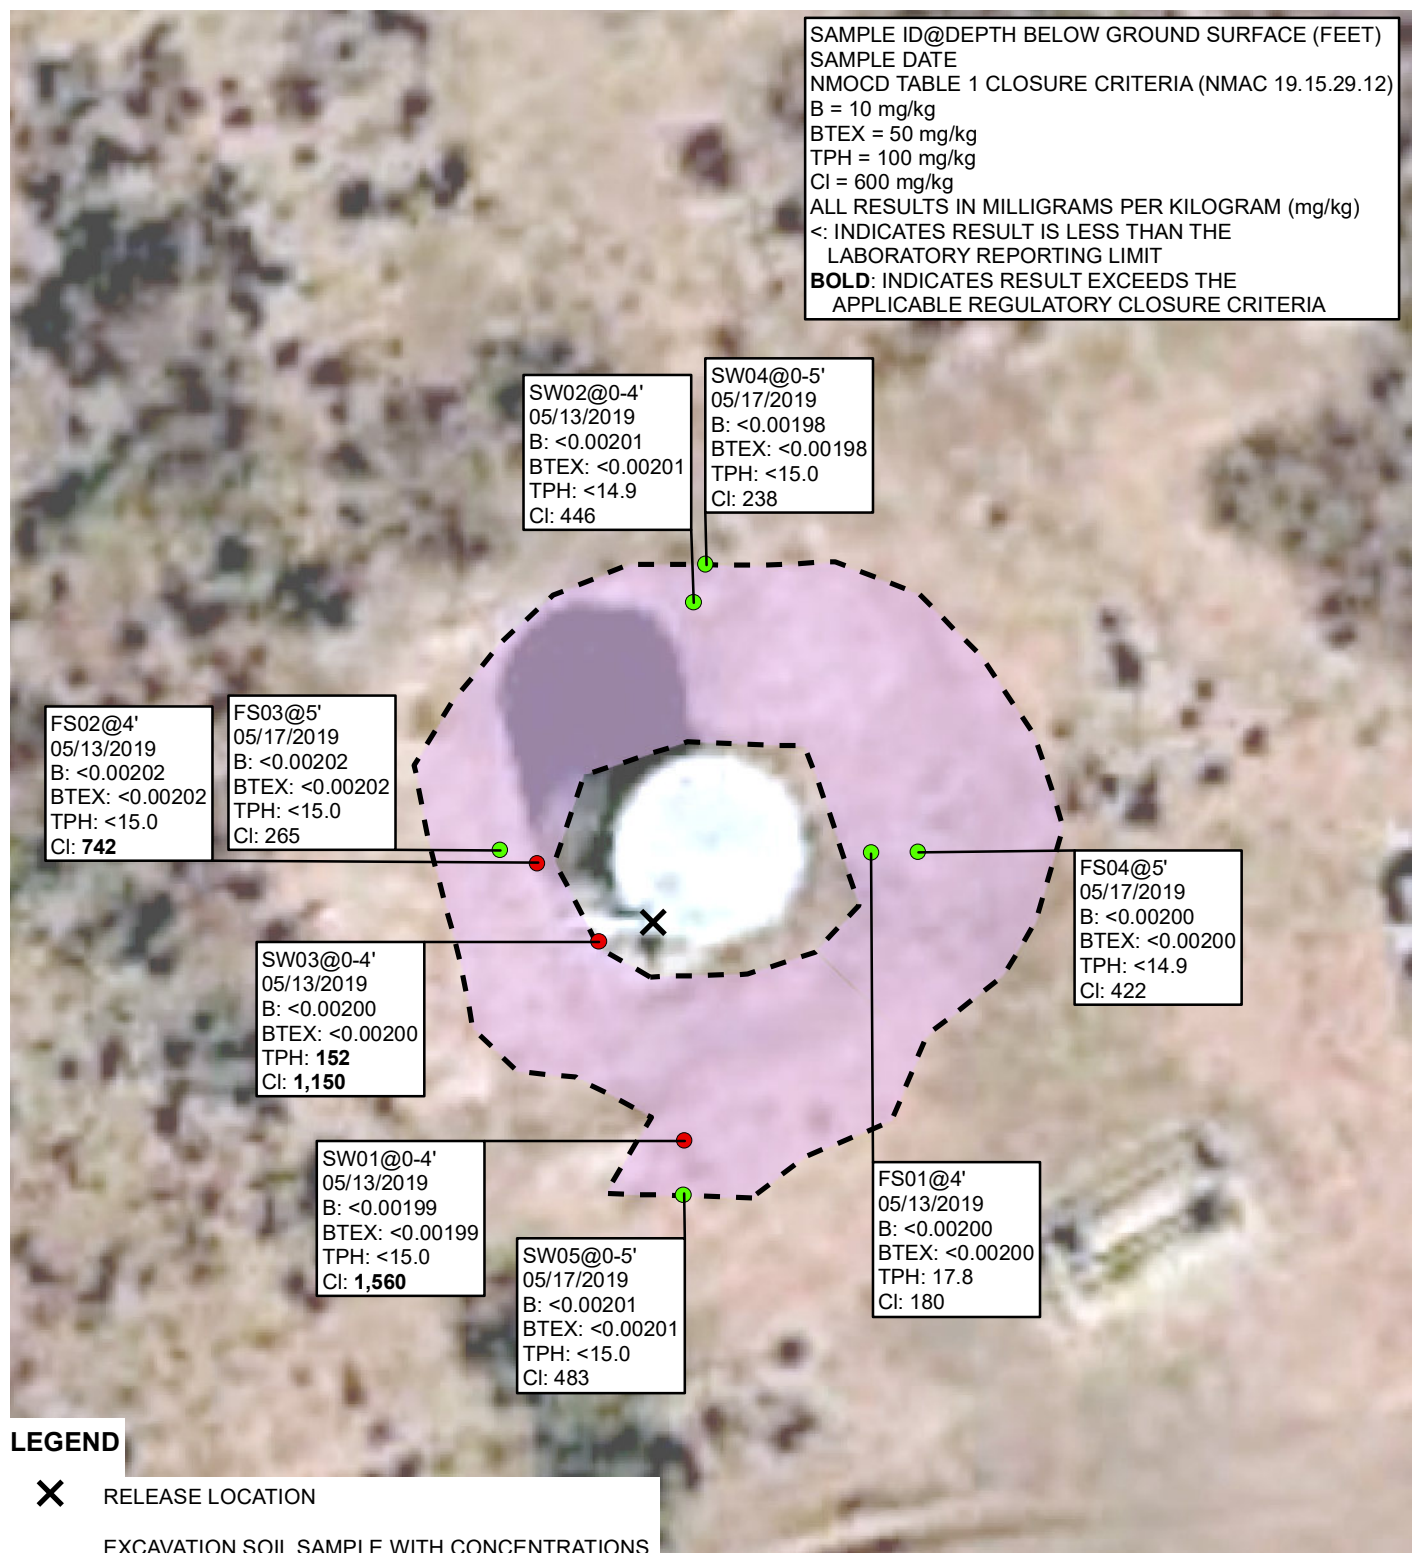 SAMPLE ID@DEPTH BELOW GROUND SURFACE (FEET)
SAMPLE DATE
NMOCD TABLE 1 CLOSURE CRITERIA (NMAC 19.15.29.12)
B = 10 mg/kg
BTEX = 50 mg/kg
TPH = 100 mg/kg
Cl = 600 mg/kg
ALL RESULTS IN MILLIGRAMS PER KILOGRAM (mg/kg)
<: INDICATES RESULT IS LESS THAN THE
LABORATORY REPORTING LIMIT
BOLD: INDICATES RESULT EXCEEDS THE
APPLICABLE REGULATORY CLOSURE CRITERIA
SW02@0-4'
05/13/2019
B: <0.00201
BTEX: <0.00201
TPH: <14.9
Cl: 446
SW04@0-5'
05/17/2019
B: <0.00198
BTEX: <0.00198
TPH: <15.0
Cl: 238
FS02@4'
05/13/2019
B: <0.00202
BTEX: <0.00202
TPH: <15.0
Cl: 742
FS03@5'
05/17/2019
B: <0.00202
BTEX: <0.00202
TPH: <15.0
Cl: 265
FS04@5'
05/17/2019
B: <0.00200
BTEX: <0.00200
TPH: <14.9
Cl: 422
SW03@0-4'
05/13/2019
B: <0.00200
BTEX: <0.00200
TPH: 152
Cl: 1,150
SW01@0-4'
05/13/2019
B: <0.00199
BTEX: <0.00199
TPH: <15.0
Cl: 1,560
FS01@4'
05/13/2019
B: <0.00200
BTEX: <0.00200
TPH: 17.8
Cl: 180
SW05@0-5'
05/17/2019
B: <0.00201
BTEX: <0.00201
TPH: <15.0
Cl: 483
LEGEND
RELEASE LOCATION
EXCAVATION SOIL SAMPLE WITH CONCENTRATIONS